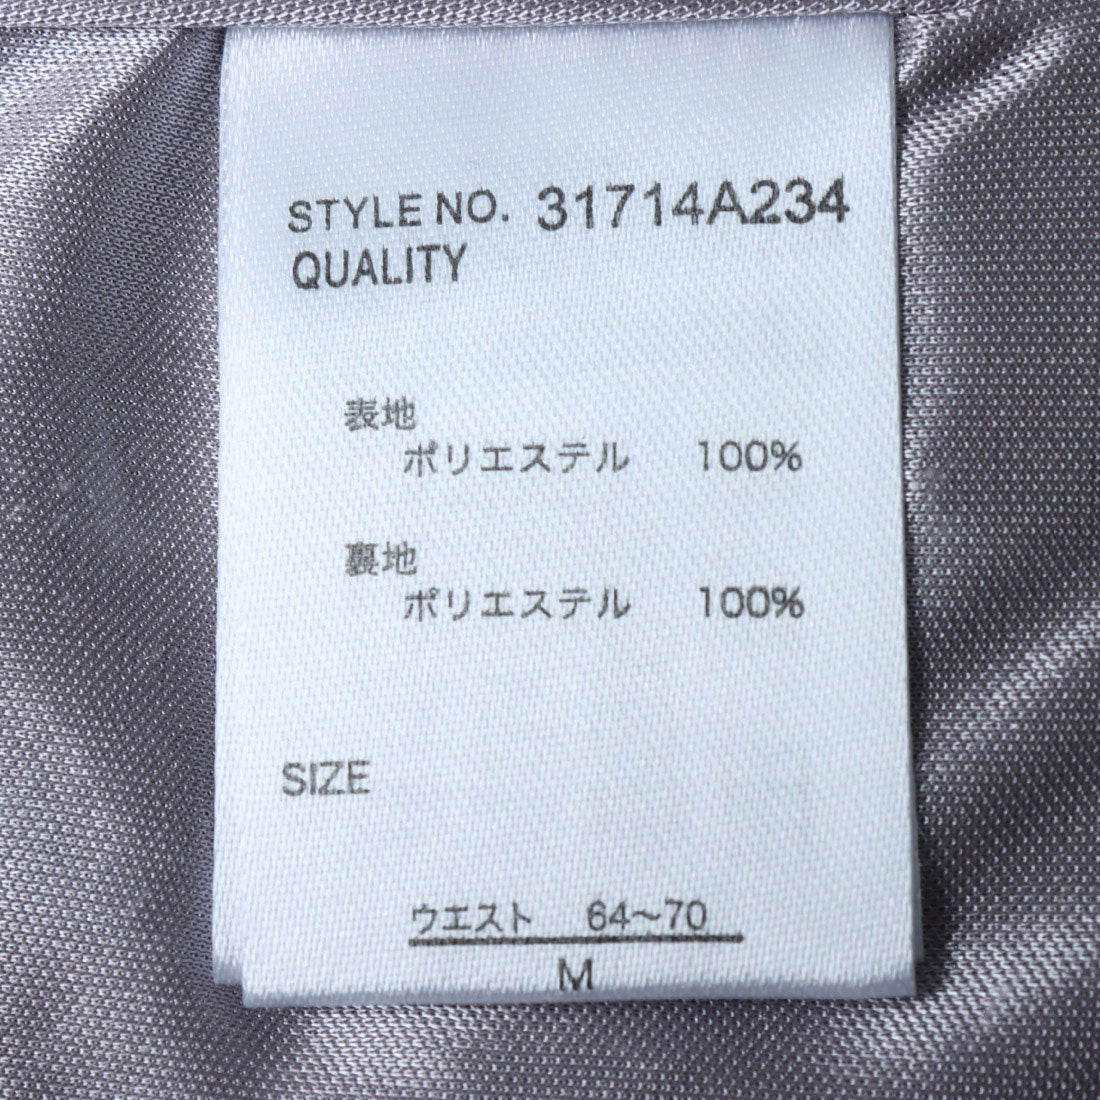 STYLE NO. 31714A234
QUALITY
表地
ポリエステル 100%
裏地
ポリエステル 100%
SIZE
ウエスト 64～70
M